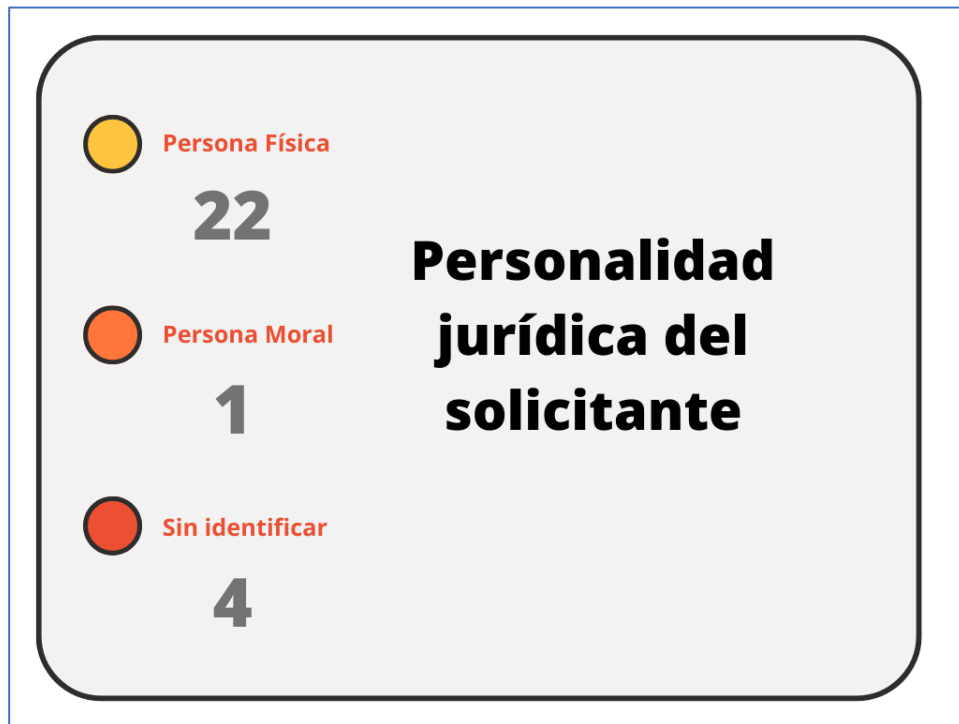 Persona Física
22
Persona Moral
1
Sin identificar
4
Personalidad
jurídica del
solicitante